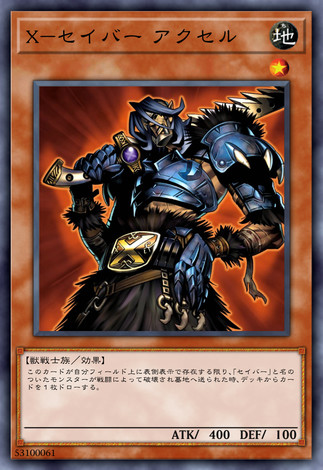 X－セイバー アクセル
地
【獣戦士族／効果】
このカードが自分フィールド上に表側表示で存在する限り、「セイバー」と名の
ついたモンスターが戦闘によって破壊され墓地へ送られた時、デッキからカード
を１枚ドローする。
ATK/ 400 DEF/ 100
53100061